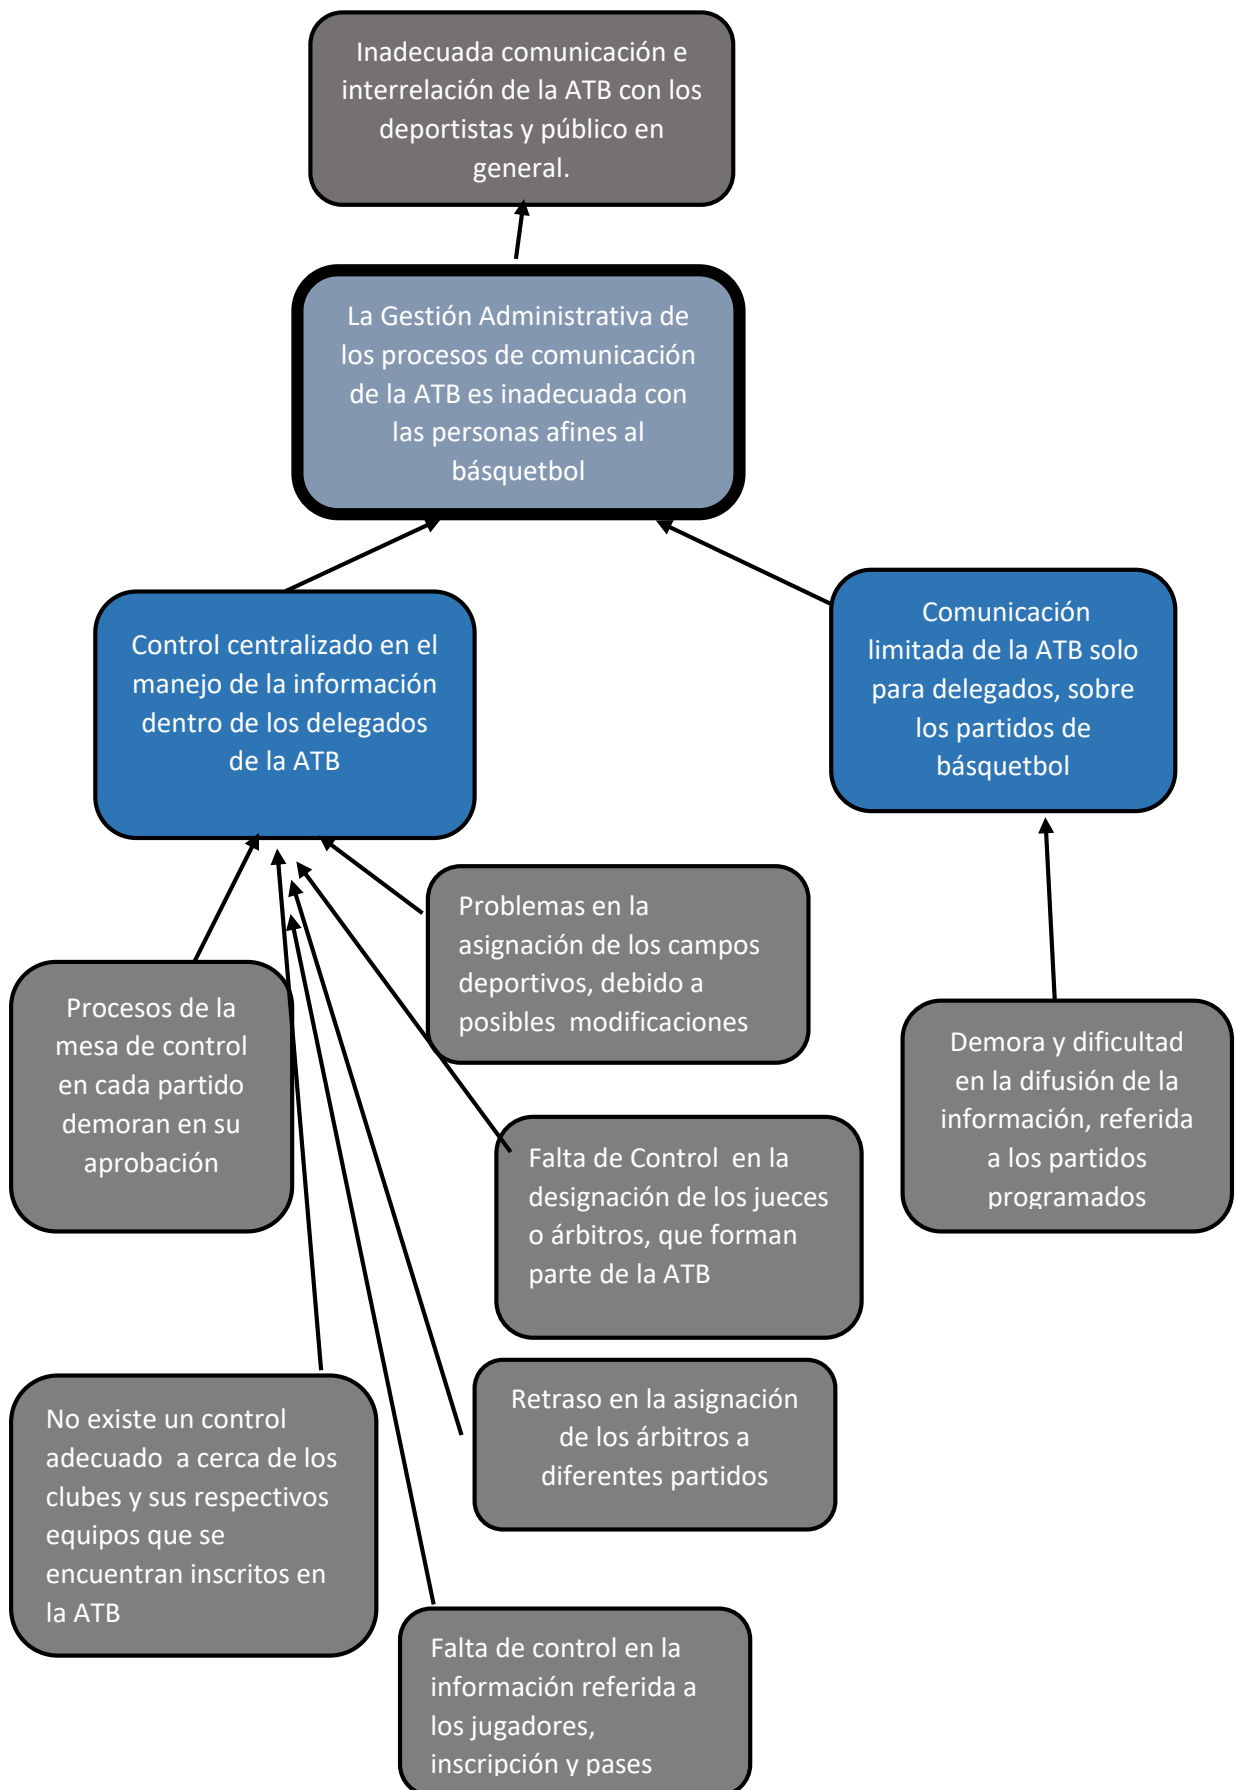 Inadecuada comunicación e
interrelación de la ATB con los
deportistas y público en
general.
La Gestión Administrativa de
los procesos de comunicación
de la ATB es inadecuada con
las personas afines al
básquetbol
Control centralizado en el
manejo de la información
dentro de los delegados
de la ATB
Comunicación
limitada de la ATB solo
para delegados, sobre
los partidos de
básquetbol
Problemas en la
asignación de los campos
deportivos, debido a
posibles  modificaciones
Procesos de la
mesa de control
en cada partido
demoran en su
aprobación
Demora y dificultad
en la difusión de la
información, referida
a los partidos
programados
Falta de Control  en la
designación de los jueces
o árbitros, que forman
parte de la ATB
Retraso en la asignación
de los árbitros a
diferentes partidos
No existe un control
adecuado  a cerca de los
clubes y sus respectivos
equipos que se
encuentran inscritos en
la ATB
Falta de control en la
información referida a
los jugadores,
inscripción y pases